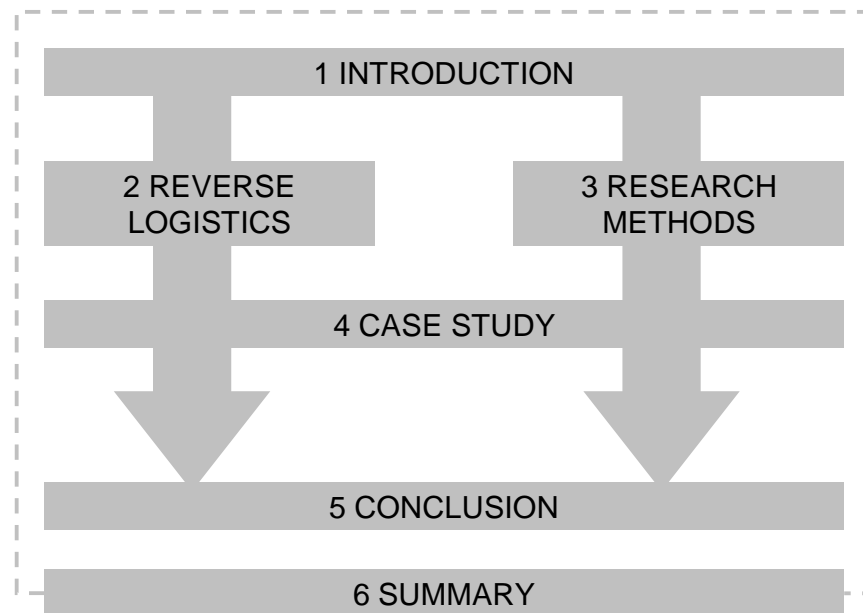 1 INTRODUCTION
2 REVERSE
LOGISTICS
3 RESEARCH
METHODS
4 CASE STUDY
5 CONCLUSION
6 SUMMARY